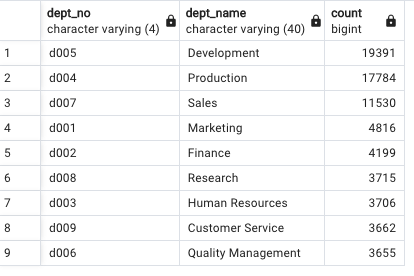 dept_no dept_name count
character varying (4) character varying (40) bigint
1 d005 Development 19391
2 d004 Production 17784
3 d007 Sales 11530
4 d001 Marketing 4816
5 d002 Finance 4199
6 d008 Research 3715
7 d003 Human Resources 3706
8 d009 Customer Service 3662
9 d006 Quality Management 3655